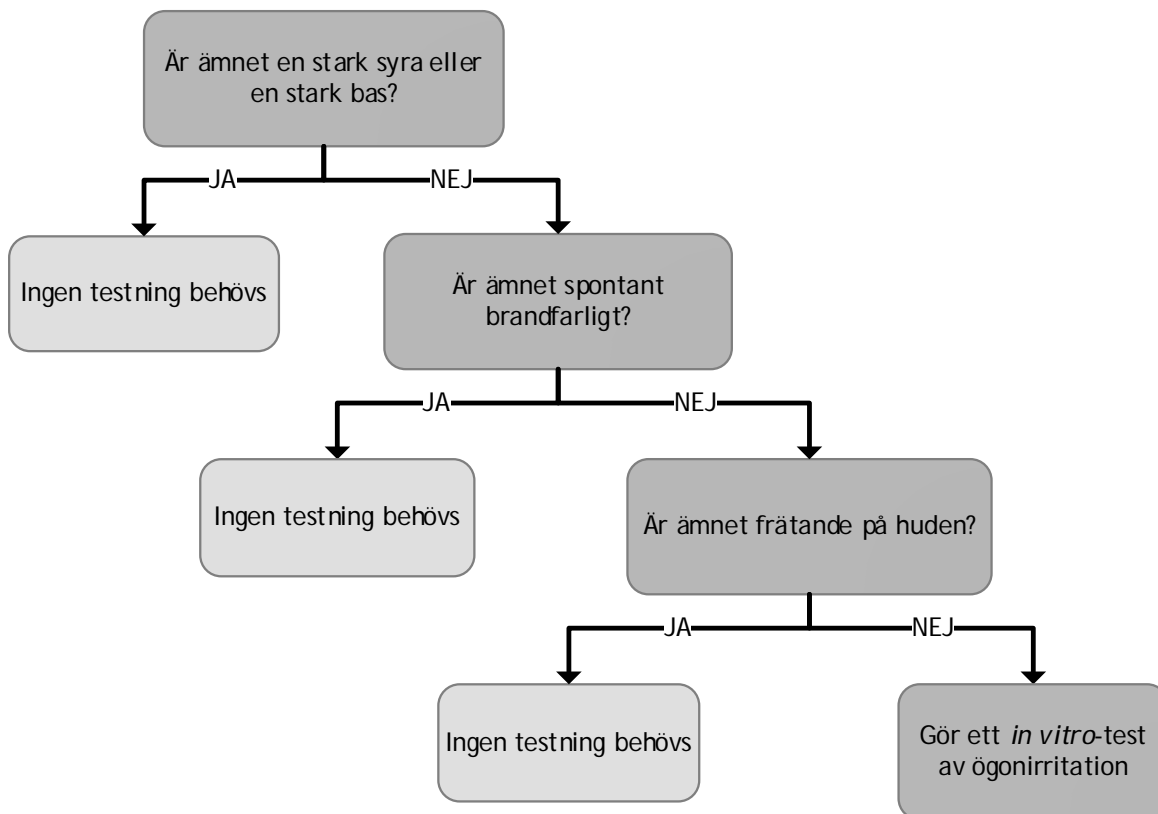 Är ämnet en stark syra eller
en stark bas?
JA
NEJ
Ingen testning behövs
Är ämnet spontant
brandfarligt?
JA
NEJ
Ingen testning behövs
Är ämnet frätande på huden?
JA
NEJ
Ingen testning behövs
Gör ett in vitro-test
av ögonirritation